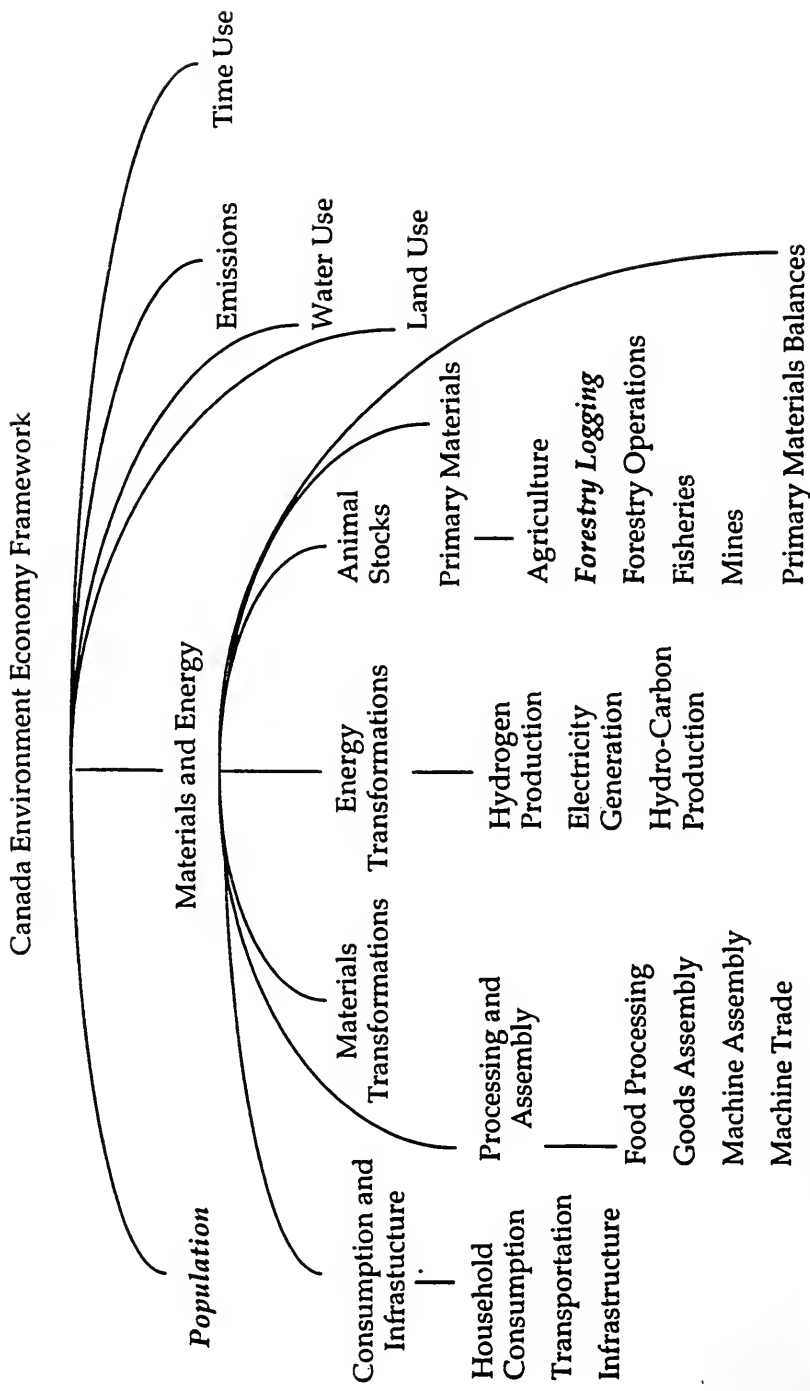 Canada Environment Economy Framework
Population
Materials and Energy
Time Use
Emissions
Water Use
Land Use
Consumption and
Infrastucture
Household
Consumption
Transportation
Infrastructure
Processing and
Assembly
Food Processing
Goods Assembly
Machine Assembly
Machine Trade
Materials
Transformations
Energy
Transformations
Hydrogen
Production
Electricity
Generation
Hydro-Carbon
Production
Animal
Stocks
Primary Materials
Agriculture
Forestry Logging
Forestry Operations
Fisheries
Mines
Primary Materials Balances